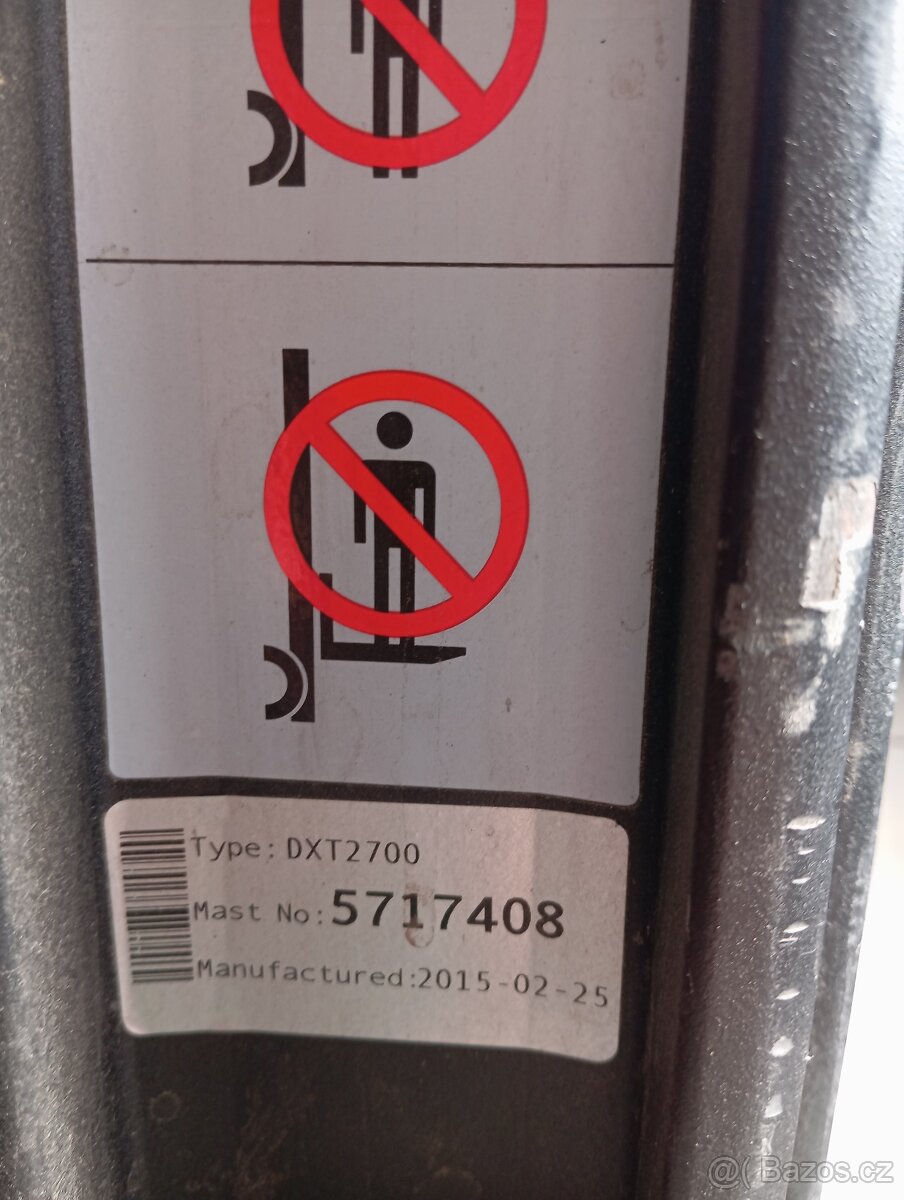 Type: DXT2700
Mast No: 5717408
Manufactured:2015-02-25
@( Bazos.cz